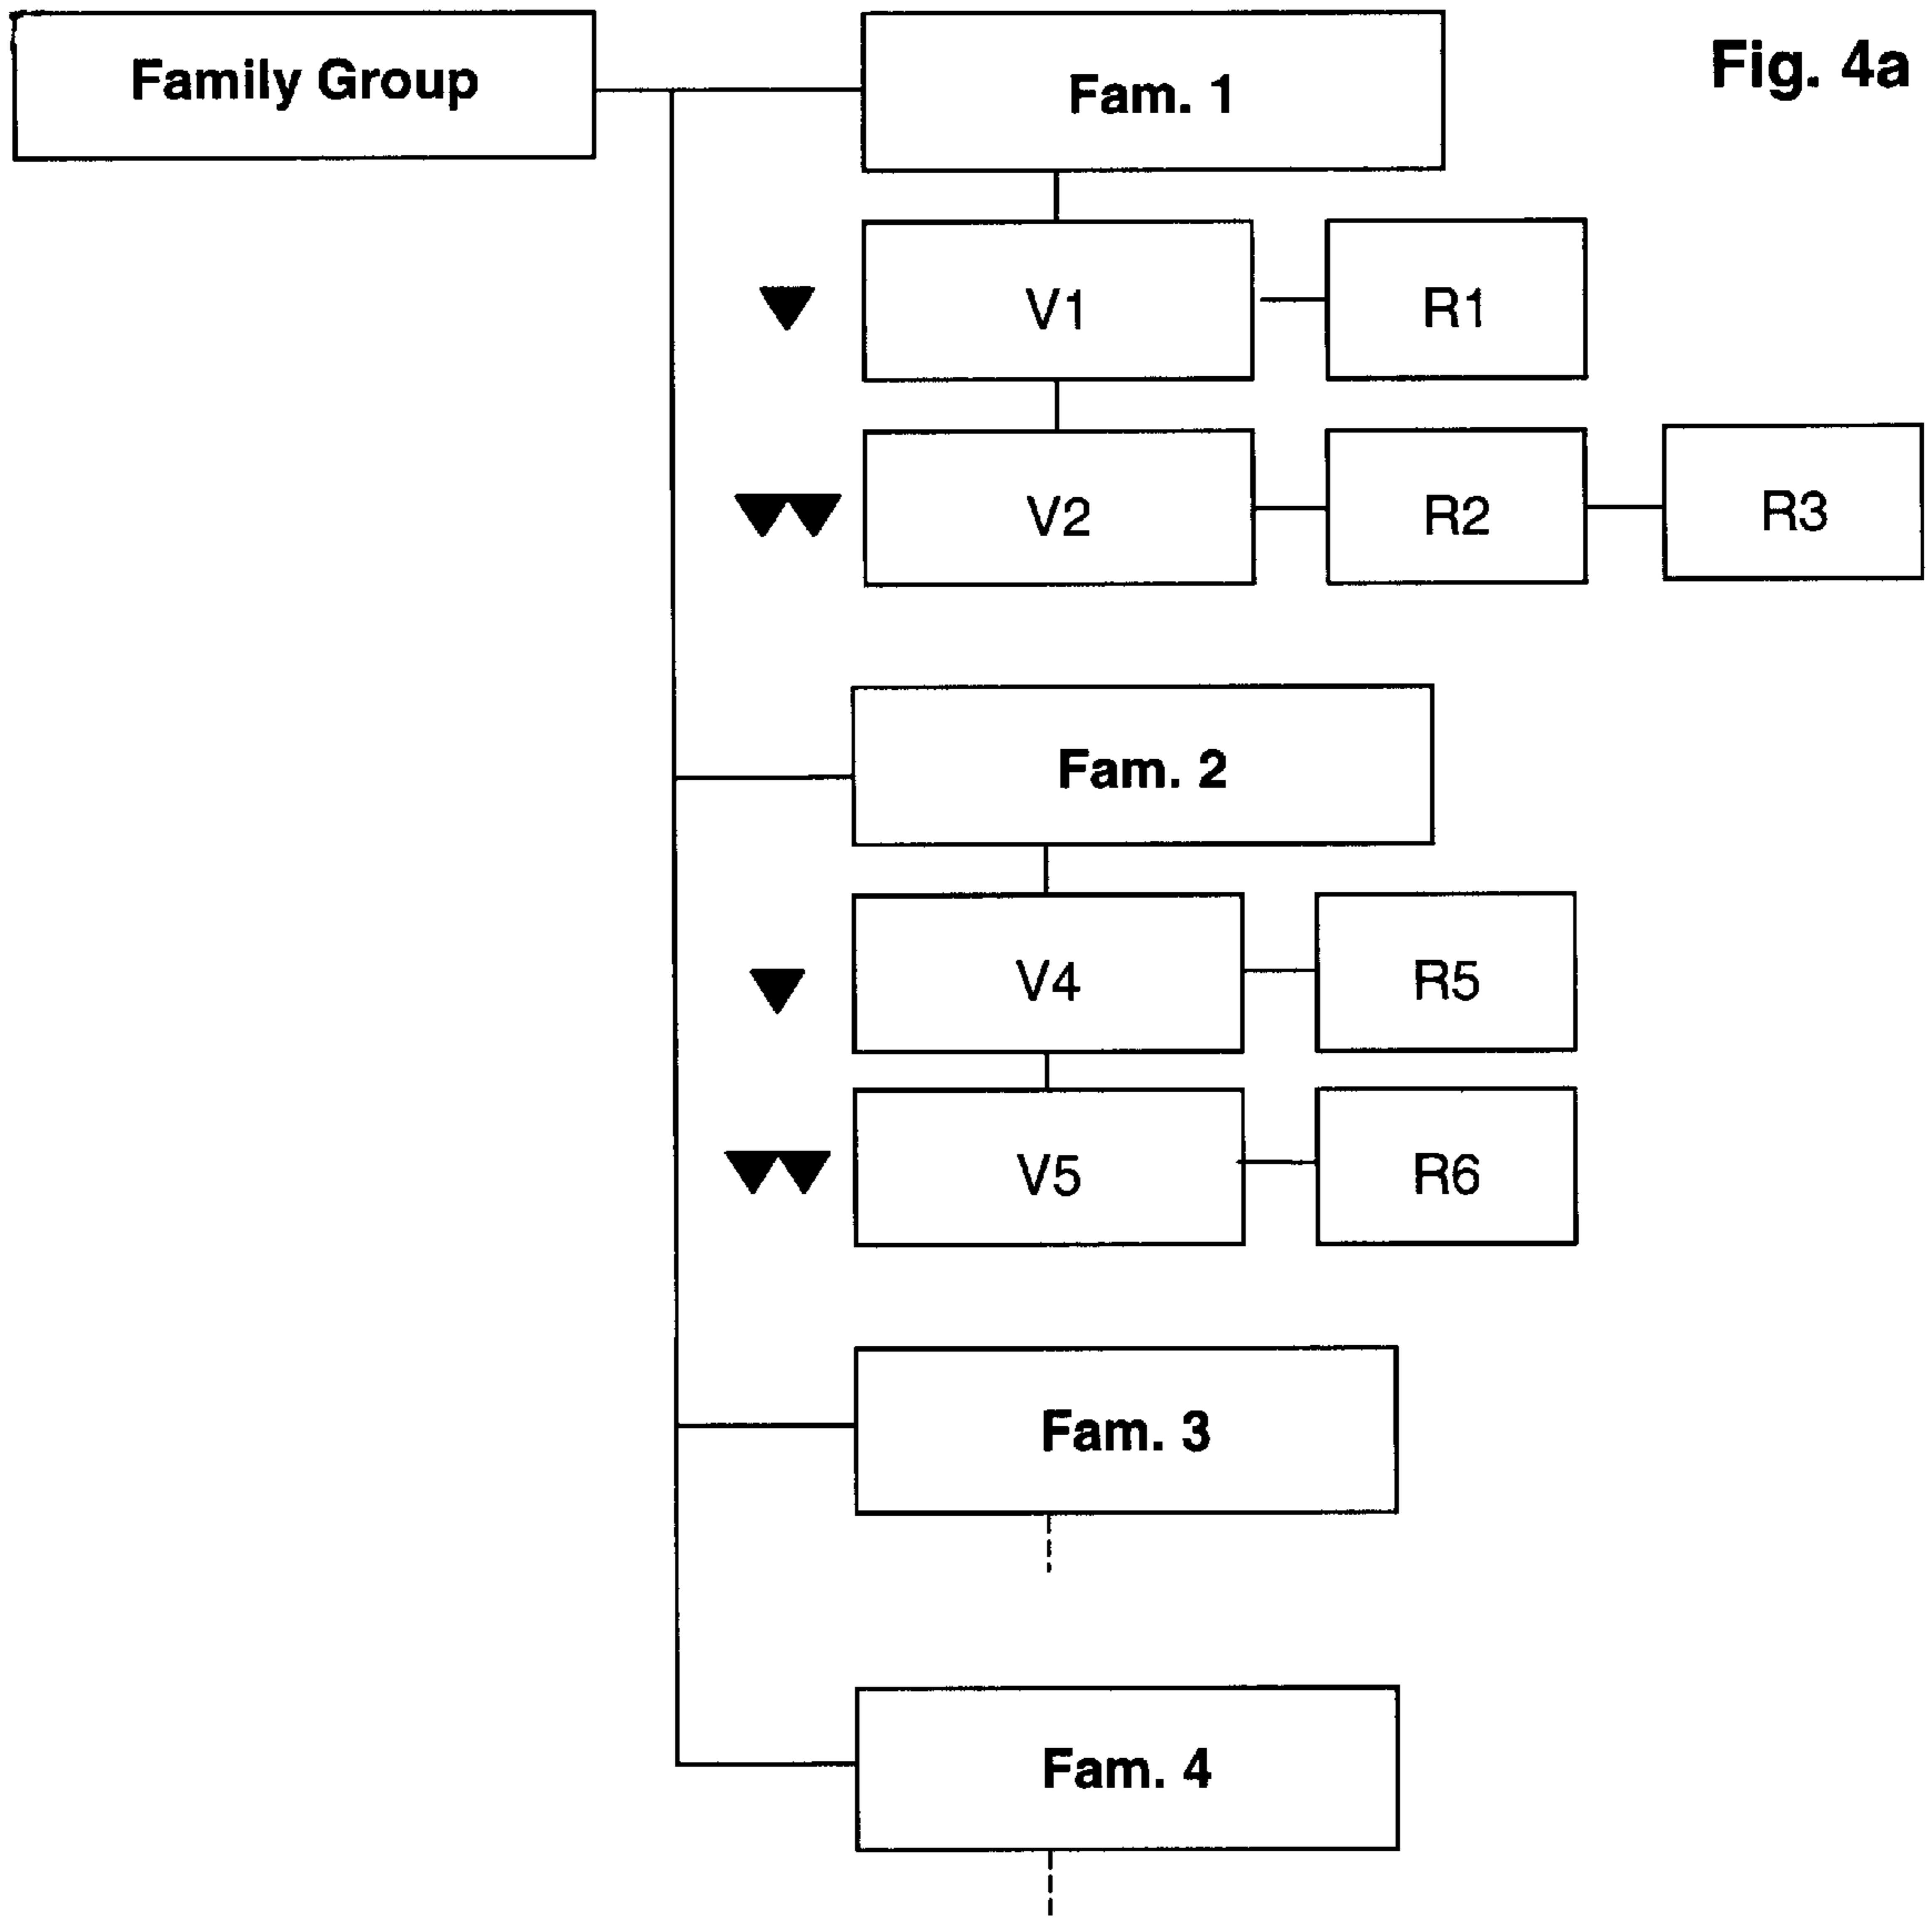 Family Group
Fam. 1
Fig. 4a
V1
R1
V2
R2
R3
Fam. 2
V4
R5
V5
R6
Fam. 3
Fam. 4